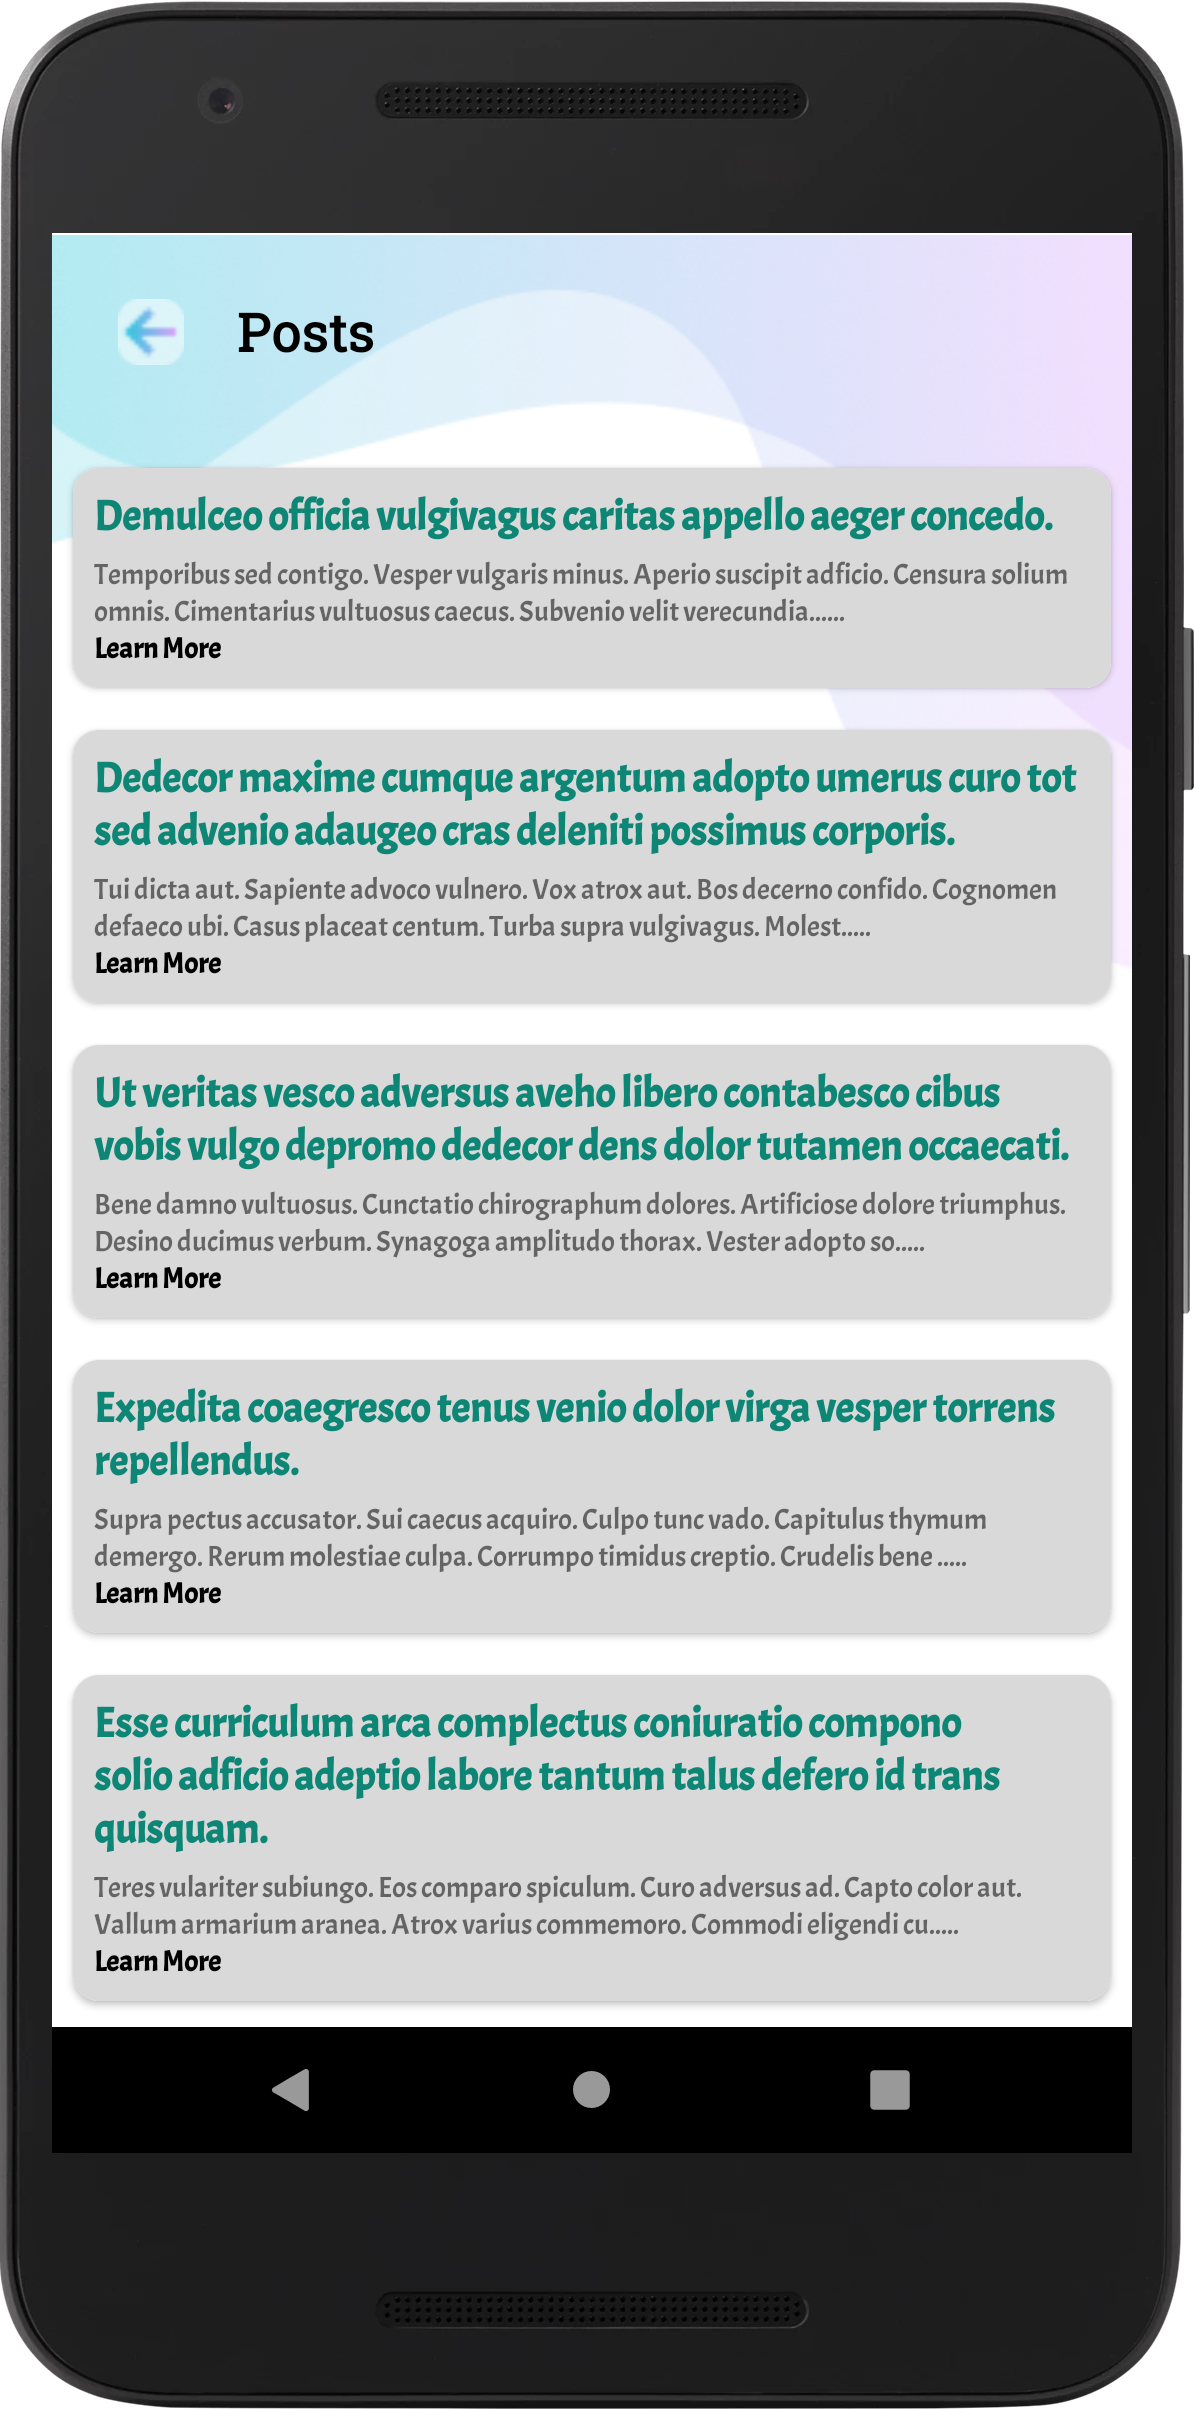 Posts
Demulceo officia vulgivagus caritas appello aeger concedo.
Temporibus sed contigo. Vesper vulgaris minus. Aperio suscipit adficio. Censura solium
omnis. Cimentarius vultuosus caecus. Subvenio velit verecundia......
Learn More
Dedecor maxime cumque argentum adopto umerus curo tot
sed advenio adaugeo cras deleniti possimus corporis.
Tui dicta aut. Sapiente advoco vulnero. Vox atrox aut. Bos decerno confido. Cognomen
defaeco ubi. Casus placeat centum. Turba supra vulgivagus. Molest.....
Learn More
Ut veritas vesco adversus aveho libero contabesco cibus
vobis vulgo depromo dedecor dens dolor tutamen occaecati.
Bene damno vultuosus. Cunctatio chirographum dolores. Artificiose dolore triumphus.
Desino ducimus verbum. Synagoga amplitudo thorax. Vester adopto so.....
Learn More
Expedita coaegresco tenus venio dolor virga vesper torrens
repellendus.
Supra pectus accusator. Sui caecus acquiro. Culpo tunc vado. Capitulus thymum
demergo. Rerum molestiae culpa. Corrumpo timidus creptio. Crudelis bene .....
Learn More
Esse curriculum arca complectus coniuratio compono
solio adficio adeptio labore tantum talus defero id trans
quisquam.
Teres vulariter subiungo. Eos comparo spiculum. Curo adversus ad. Capto color aut.
Vallum armarium aranea. Atrox varius commemoro. Commodi eligendi cu.....
Learn More